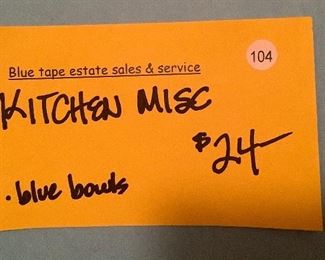 104
Blue tape estate sales & service
KITCHEN MISC
$24—
• blue bowls